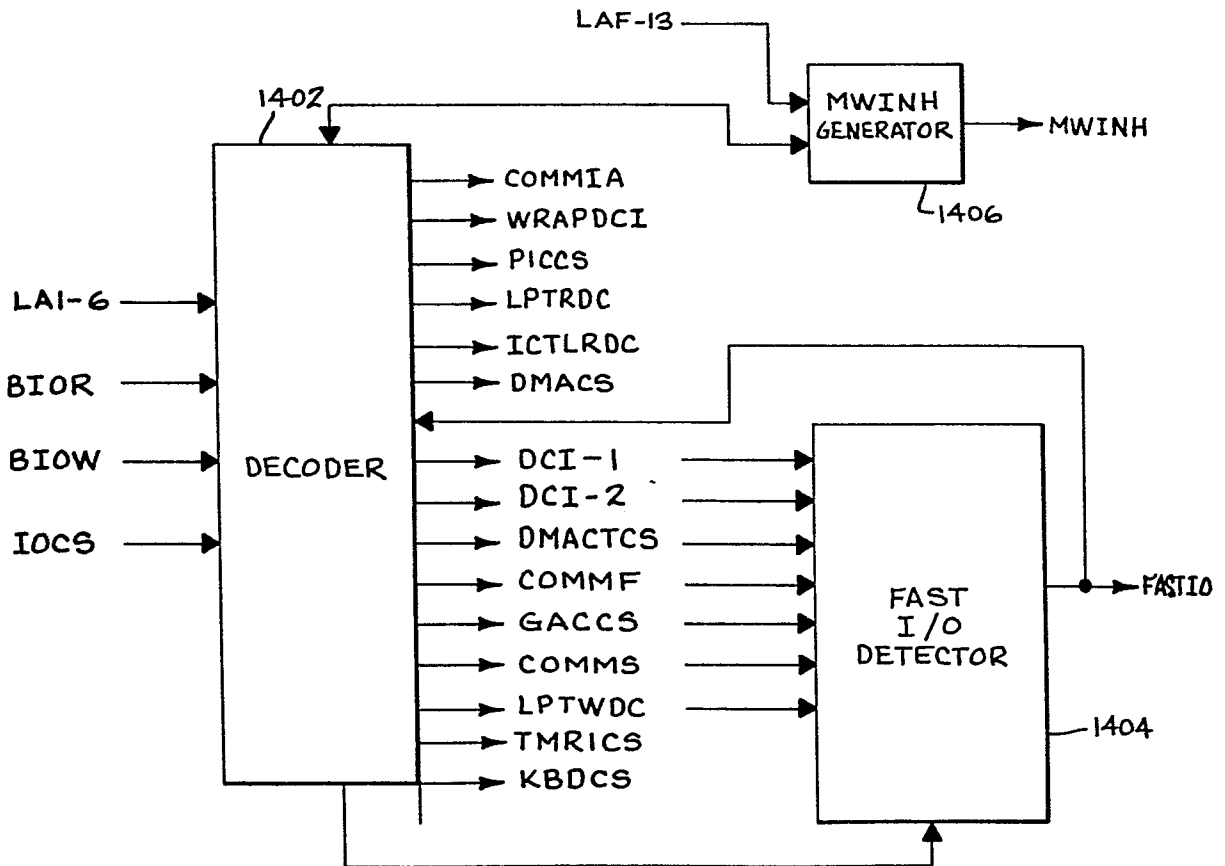 LAF-13
1402
MWINH
GENERATOR
MWINH
1406
COMMIA
WRAPDCI
PICCS
LPTRDC
ICTLRDC
DMACS
LAI-6
BIOR
BIOW
IOCS
DECODER
DCI-1
DCI-2
DMACTCS
COMMF
GACCS
COMMS
LPTWDC
TMRICS
KBDCS
FAST
I/O
DETECTOR
FASTIO
1404